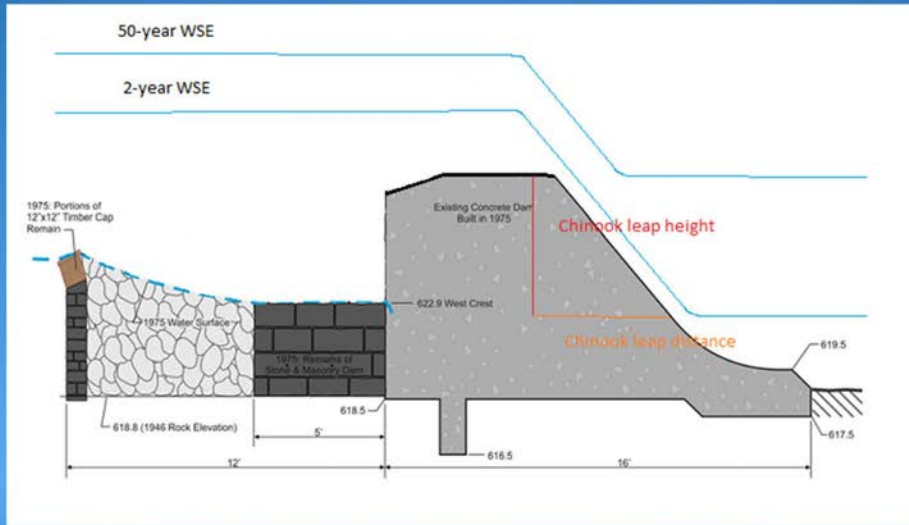 50-year WSE
2-year WSE
1975: Portions of
12"x12" Timber Cap
Remain
Existing Concrete Dam
Built in 1975
Chinook leap height
622.9 West Crest
1975 Water Surface
Chinook leap distance
619.5
1975: Remains of
Stone & Masonry Dam
618.5
618.8 (1946 Rock Elevation)
5'
617.5
616.5
12'
16'